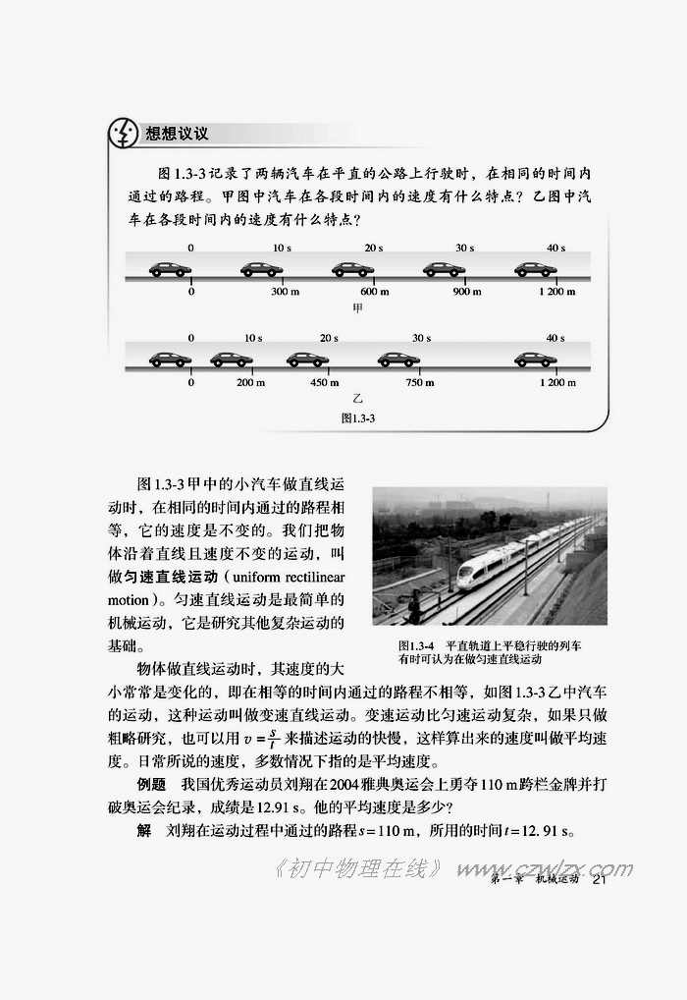 想想议议
图1.3-3记录了两辆汽车在平直的公路上行驶时，在相同的时间内
通过的路程。甲图中汽车在各段时间内的速度有什么特点？乙图中汽
车在各段时间内的速度有什么特点？
0 10 s 20 s 30 s 40 s
0 300 m 600 m 900 m 1 200 m
甲
0 10 s 20 s 30 s 40 s
0 200 m 450 m 750 m 1 200 m
乙
图1.3-3
图1.3-3甲中的小汽车做直线运
动时，在相同的时间内通过的路程相
等，它的速度是不变的。我们把物
体沿着直线且速度不变的运动，叫
做匀速直线运动（uniform rectilinear
motion）。匀速直线运动是最简单的
机械运动，它是研究其他复杂运动的
基础。
图1.3-4 平直轨道上平稳行驶的列车
有时可认为在做匀速直线运动
物体做直线运动时，其速度的大
小常常是变化的，即在相等的时间内通过的路程不相等，如图1.3-3乙中汽车
的运动，这种运动叫做变速直线运动。变速运动比匀速运动复杂，如果只做
粗略研究，也可以用 v = s/t 来描述运动的快慢，这样算出来的速度叫做平均速
度。日常所说的速度，多数情况下指的是平均速度。
例题 我国优秀运动员刘翔在2004雅典奥运会上勇夺110 m跨栏金牌并打
破奥运会纪录，成绩是12.91 s。他的平均速度是多少？
解 刘翔在运动过程中通过的路程s=110 m，所用的时间t=12. 91 s。
《初中物理在线》 www.czwlzx.com
第一章 机械运动 21